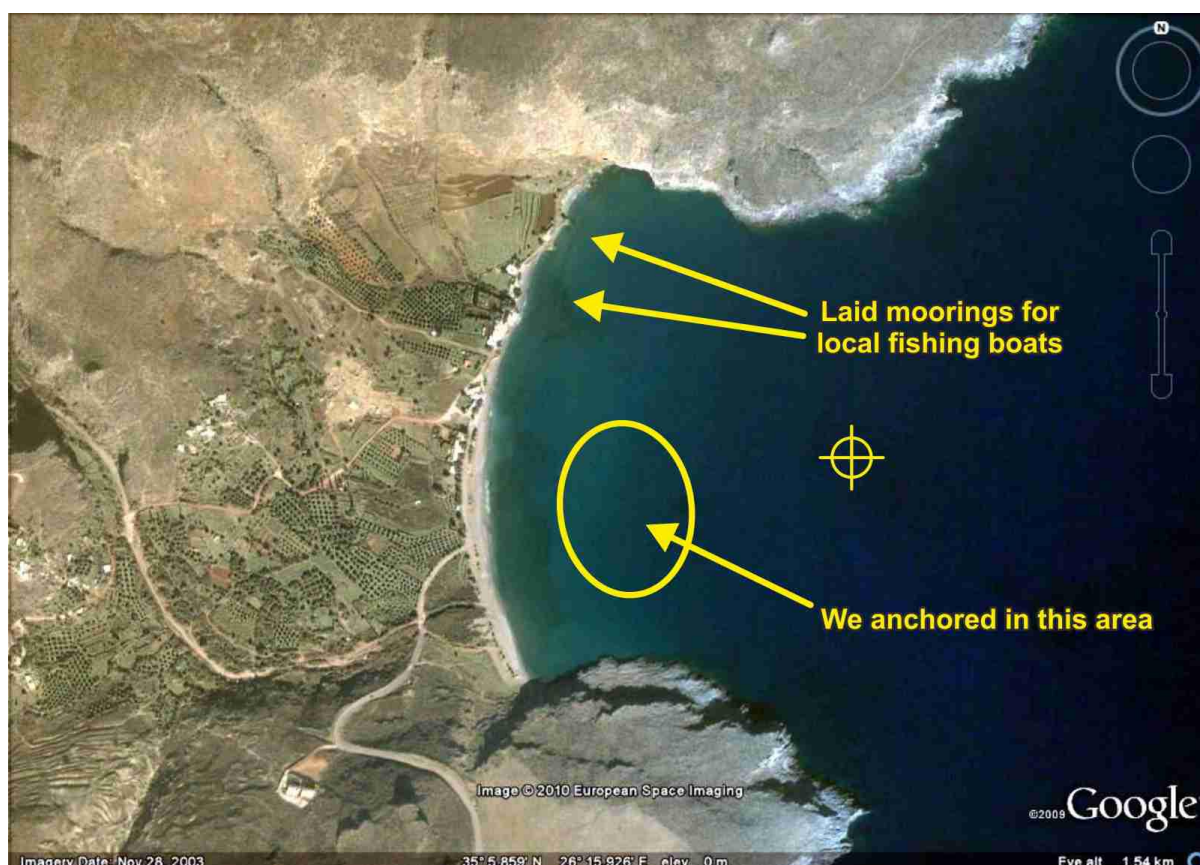 N
Laid moorings for
local fishing boats
We anchored in this area
Image © 2010 European Space Imaging
©2009 Google
Imagery Date: Nov 28, 2003 35° 5.859' N 26° 15.926' E elev 0 m Eye alt 1.54 km